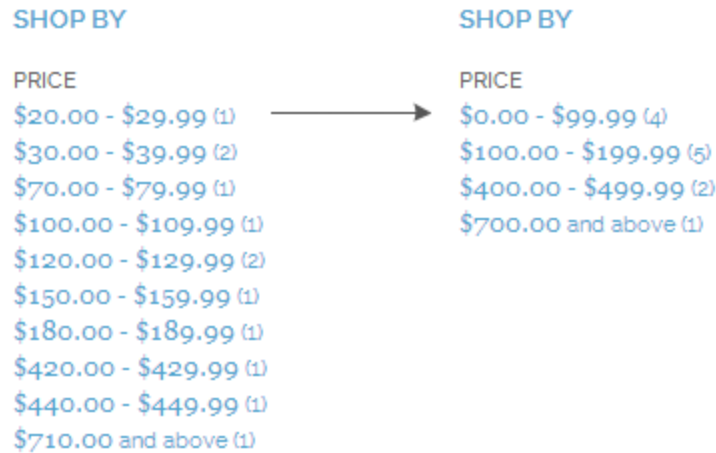 SHOP BY
PRICE
$20.00 - $29.99 (1)
$30.00 - $39.99 (2)
$70.00 - $79.99 (1)
$100.00 - $109.99 (1)
$120.00 - $129.99 (2)
$150.00 - $159.99 (1)
$180.00 - $189.99 (1)
$420.00 - $429.99 (1)
$440.00 - $449.99 (1)
$710.00 and above (1)
SHOP BY
PRICE
$0.00 - $99.99 (4)
$100.00 - $199.99 (5)
$400.00 - $499.99 (2)
$700.00 and above (1)